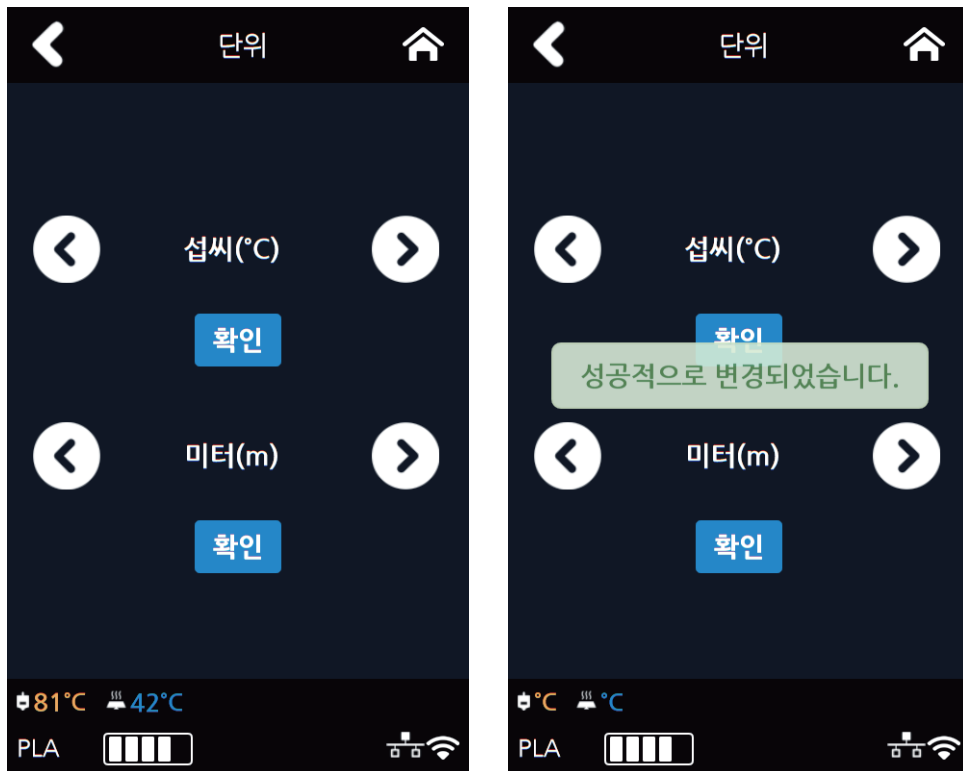 단위
섭씨(°C)
확인
미터(m)
확인
81°C 42°C
PLA
단위
섭씨(°C)
확인
성공적으로 변경되었습니다.
미터(m)
확인
°C °C
PLA